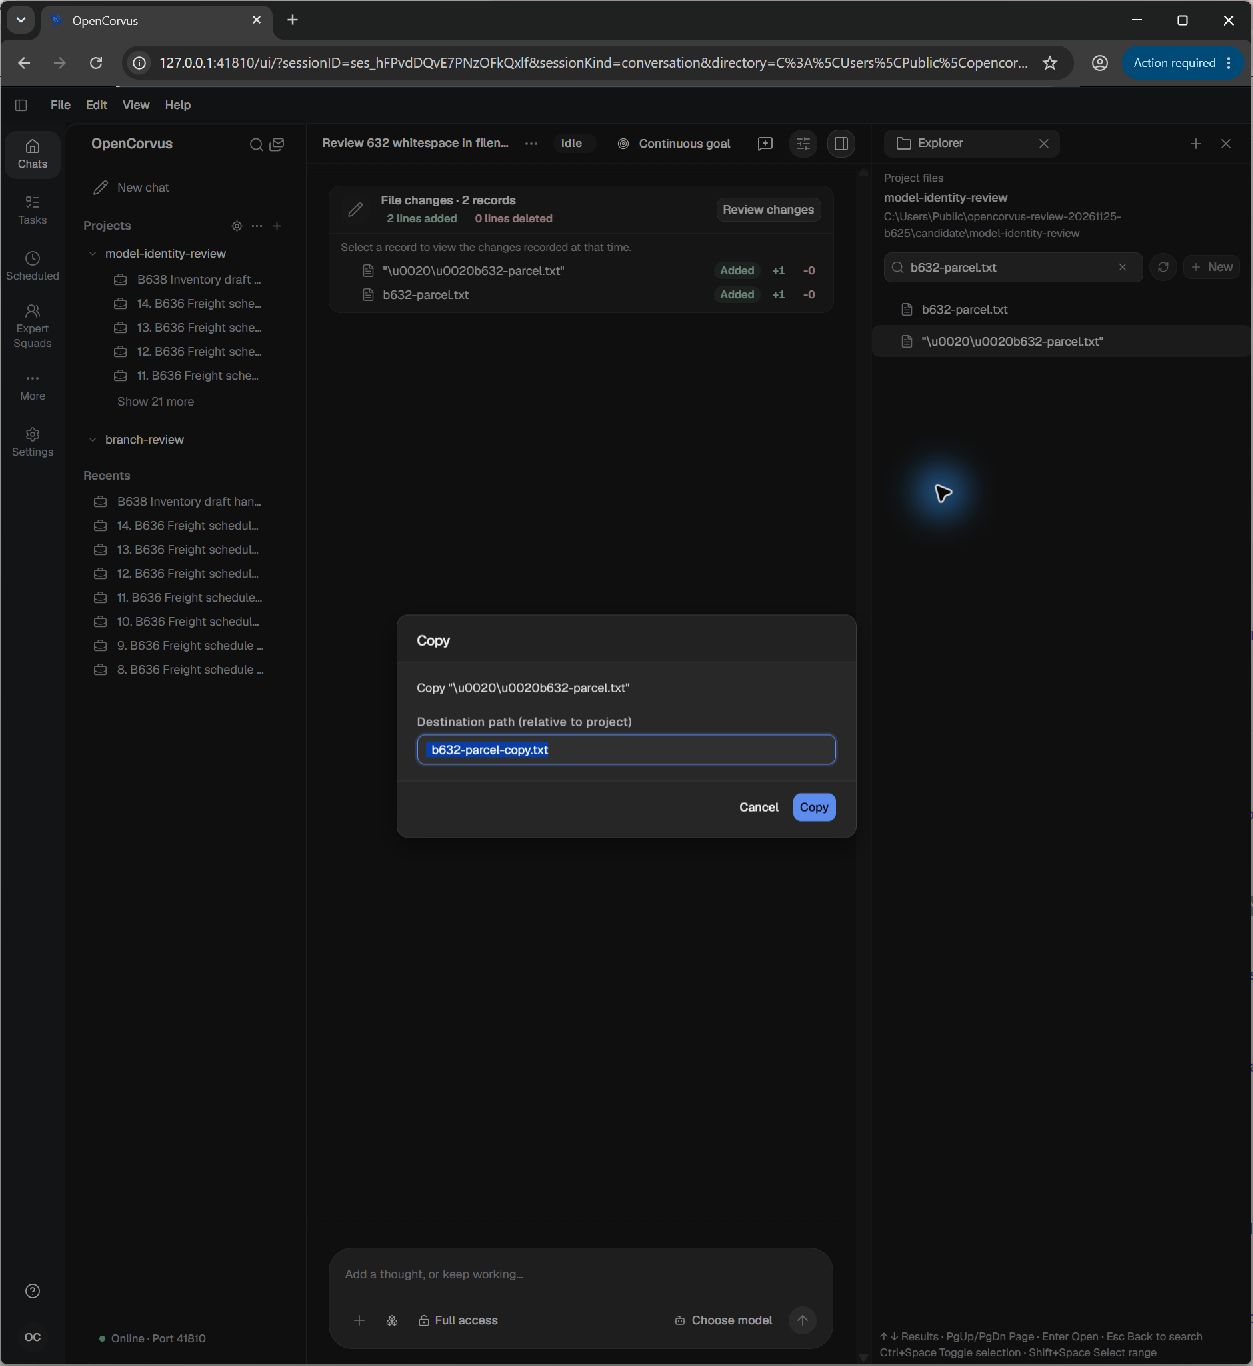 OpenCorvus
127.0.0.1:41810/ui/?sessionID=ses_hFPvdDQvE7PNzOFkQxlf&sessionKind=conversation&directory=C%3A%5CUsers%5CPublic%5Copencor...
Action required
File Edit View Help
Chats
Tasks
Scheduled
Expert
Squads
More
Settings
OC
OpenCorvus
New chat
Projects
model-identity-review
B638 Inventory draft ...
14. B636 Freight sche...
13. B636 Freight sche...
12. B636 Freight sche...
11. B636 Freight sche...
Show 21 more
branch-review
Recents
B638 Inventory draft han...
14. B636 Freight schedul...
13. B636 Freight schedul...
12. B636 Freight schedul...
11. B636 Freight schedule...
10. B636 Freight schedul...
9. B636 Freight schedule ...
8. B636 Freight schedule ...
Online · Port 41810
Review 632 whitespace in filen... ··· Idle Continuous goal
File changes · 2 records
2 lines added 0 lines deleted
Review changes
Select a record to view the changes recorded at that time.
"\u0020\u0020b632-parcel.txt" Added +1 -0
b632-parcel.txt Added +1 -0
Copy
Copy "\u0020\u0020b632-parcel.txt"
Destination path (relative to project)
b632-parcel-copy.txt
Cancel Copy
Add a thought, or keep working...
Full access Choose model
Explorer
Project files
model-identity-review
C:\Users\Public\opencorvus-review-20261125-
b625\candidate\model-identity-review
b632-parcel.txt
New
b632-parcel.txt
"\u0020\u0020b632-parcel.txt"
↑ ↓ Results · PgUp/PgDn Page · Enter Open · Esc Back to search
Ctrl+Space Toggle selection · Shift+Space Select range